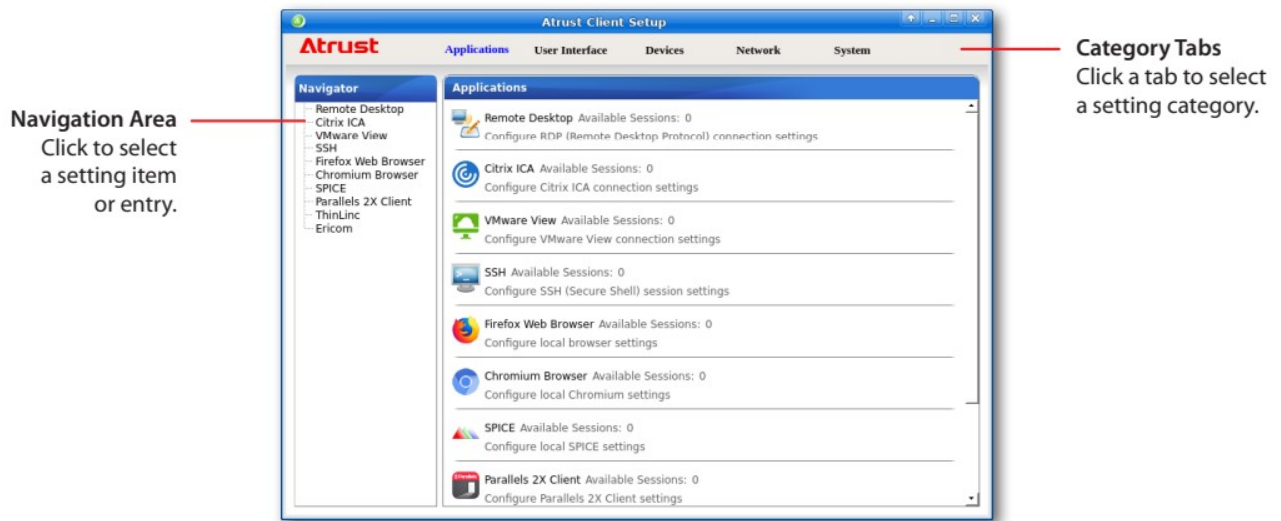 Atrust Client Setup
Atrust
Applications User Interface Devices Network System
Category Tabs
Click a tab to select
a setting category.
Navigation Area
Click to select
a setting item
or entry.
Navigator
Remote Desktop
Citrix ICA
VMware View
SSH
Firefox Web Browser
Chromium Browser
SPICE
Parallels 2X Client
ThinLinc
Ericom
Applications
Remote Desktop Available Sessions: 0
Configure RDP (Remote Desktop Protocol) connection settings
Citrix ICA Available Sessions: 0
Configure Citrix ICA connection settings
VMware View Available Sessions: 0
Configure VMware View connection settings
SSH Available Sessions: 0
Configure SSH (Secure Shell) session settings
Firefox Web Browser Available Sessions: 0
Configure local browser settings
Chromium Browser Available Sessions: 0
Configure local Chromium settings
SPICE Available Sessions: 0
Configure local SPICE settings
Parallels 2X Client Available Sessions: 0
Configure Parallels 2X Client settings